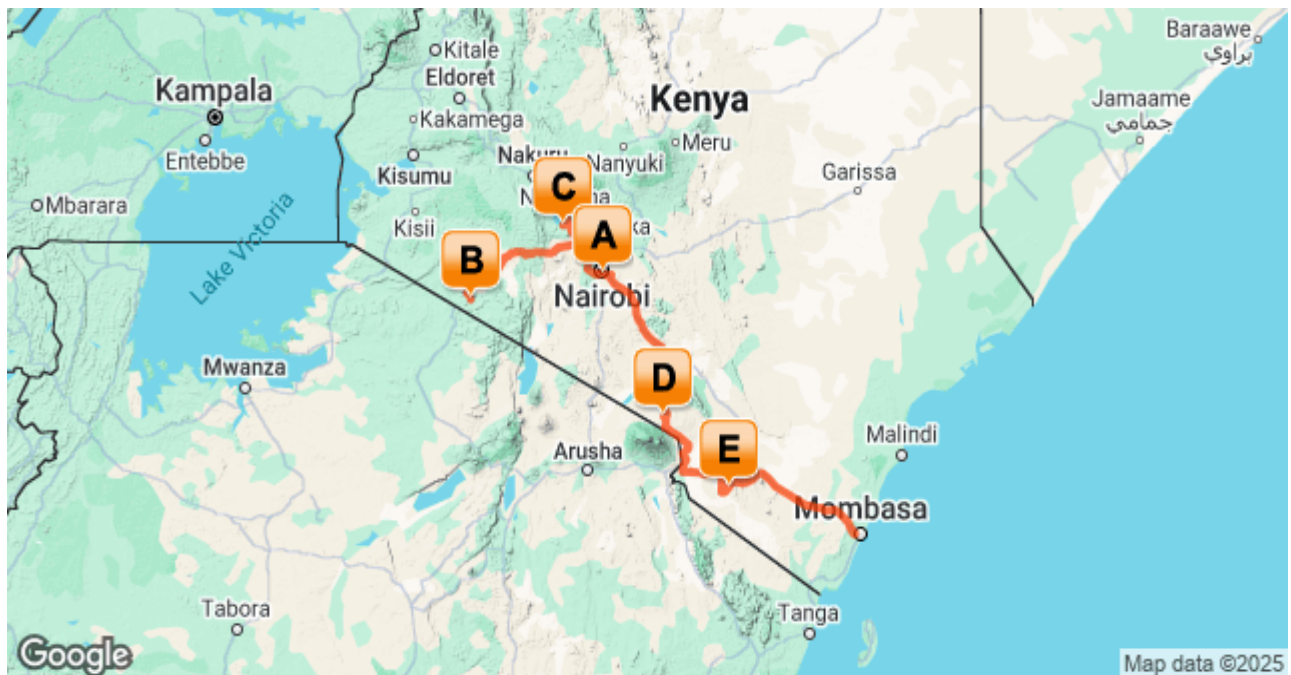 Baraawe
براوي
Kitale
Eldoret
Kampala
Kenya
Jamaame
جمامي
Kakamega
Meru
Entebbe
Nakuru
Nanyuki
Kisumu
Garissa
C
Mbarara
Kisii
A
Lake Victoria
B
Nairobi
Mwanza
D
Malindi
Arusha
E
Mombasa
Tabora
Tanga
Google
Map data ©2025